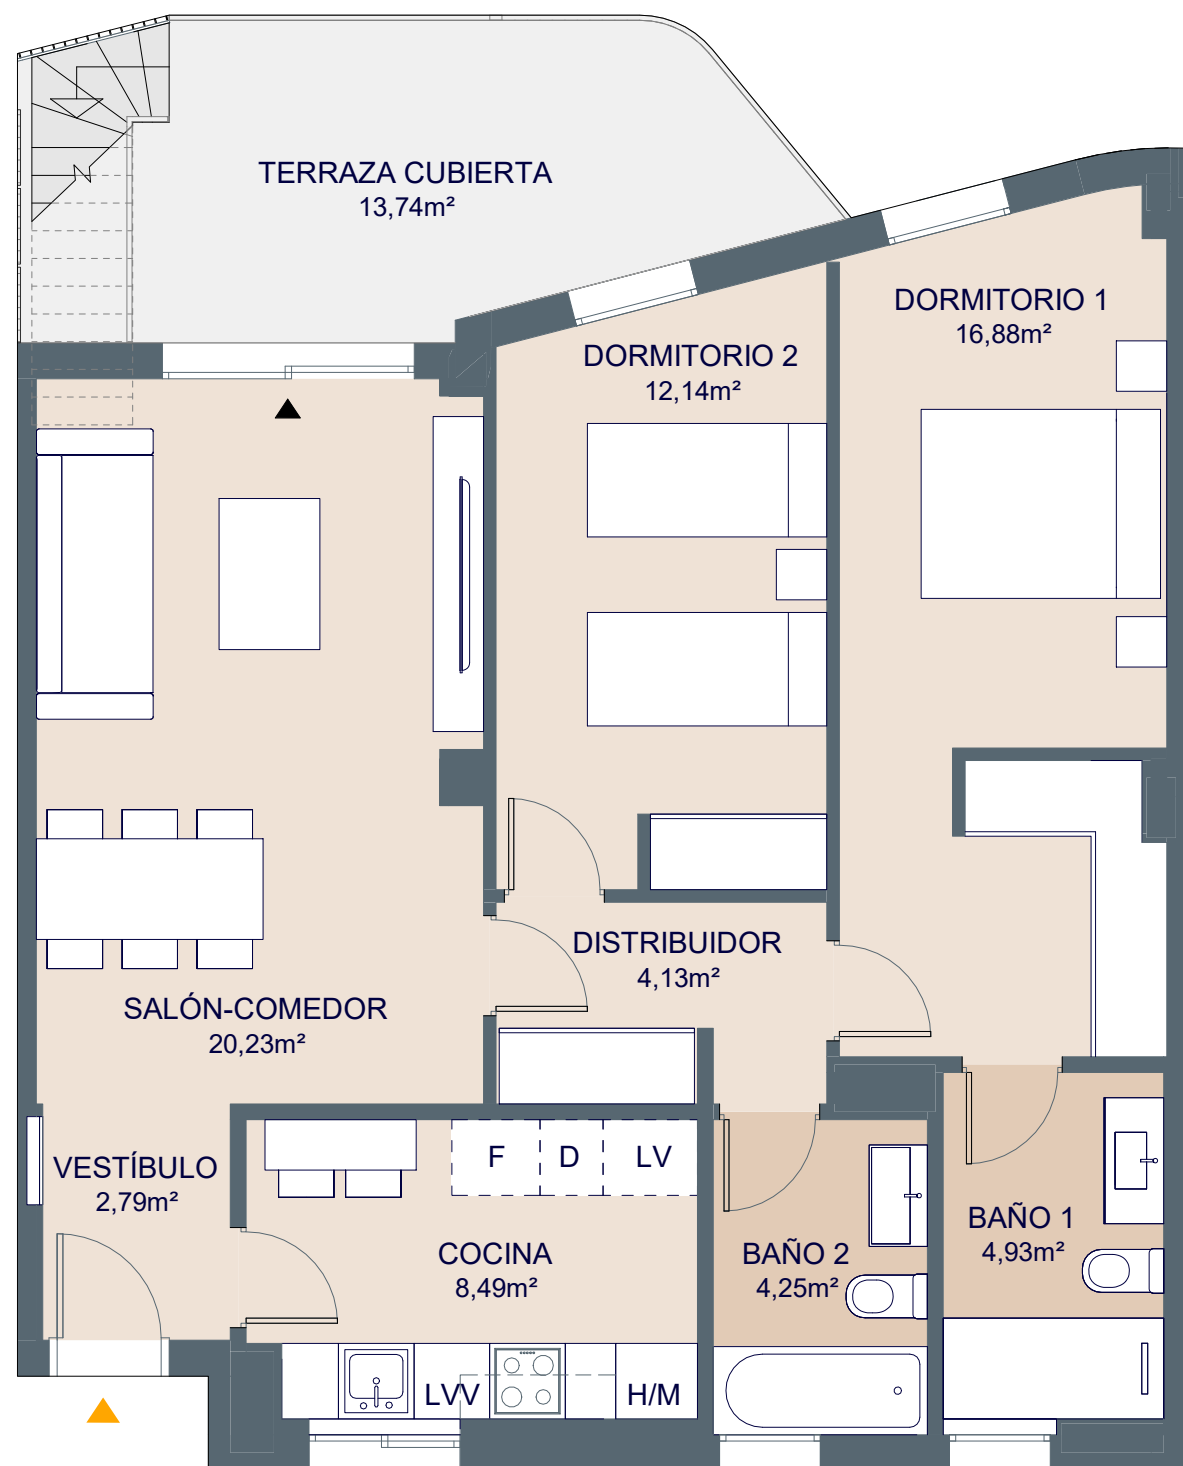 TERRAZA CUBIERTA
13,74m²
DORMITORIO 1
16,88m²
DORMITORIO 2
12,14m²
DISTRIBUIDOR
4,13m²
SALÓN-COMEDOR
20,23m²
VESTÍBULO
2,79m²
F D LV
COCINA
8,49m²
BAÑO 2
4,25m²
BAÑO 1
4,93m²
LVV
H/M